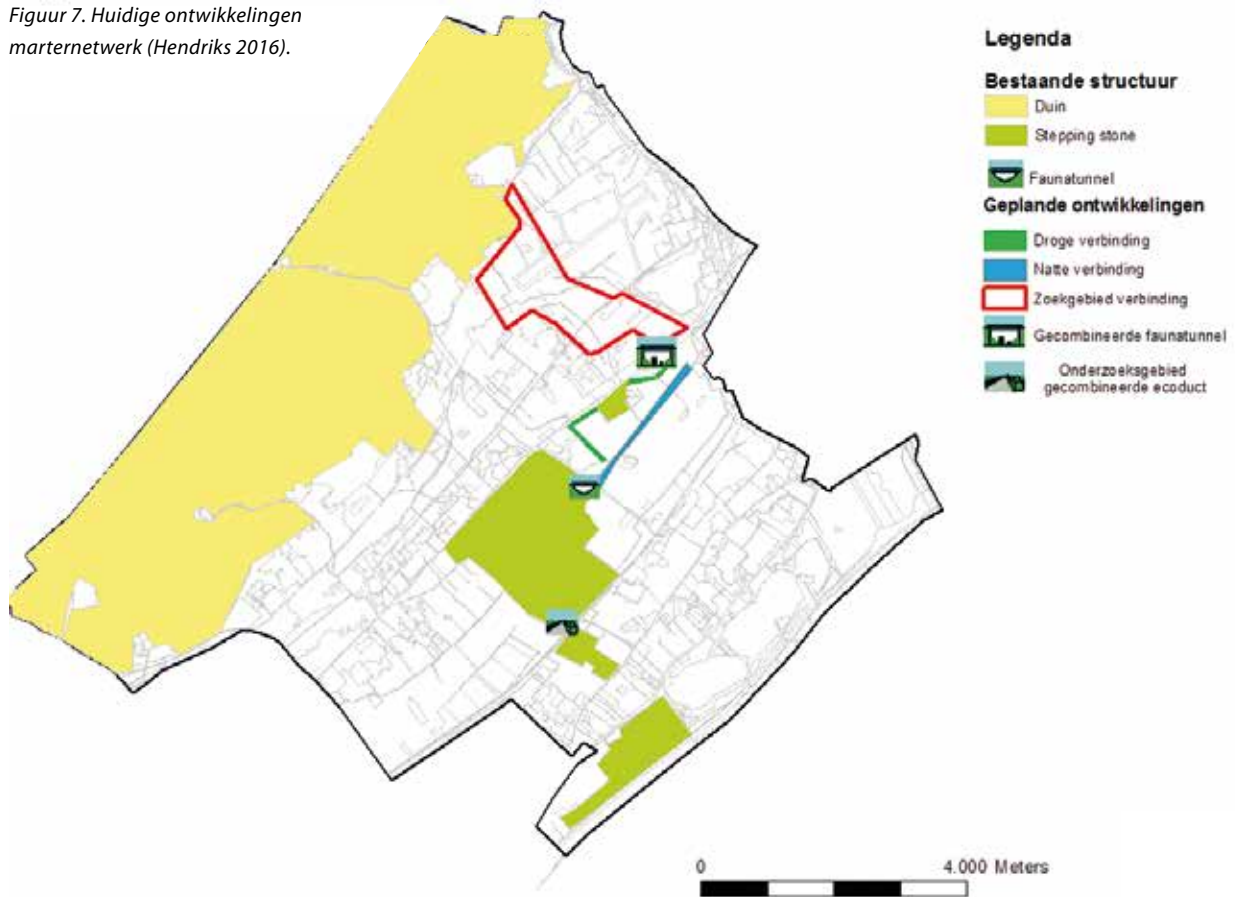 Figuur 7. Huidige ontwikkelingen
marternetwerk (Hendriks 2016).
Legenda
Bestaande structuur
Duin
Stepping stone
Faunatunnel
Geplande ontwikkelingen
Droge verbinding
Natte verbinding
Zoekgebied verbinding
Gecombineerde faunatunnel
Onderzoeksgebied
gecombineerde ecoduct
0 4.000 Meters